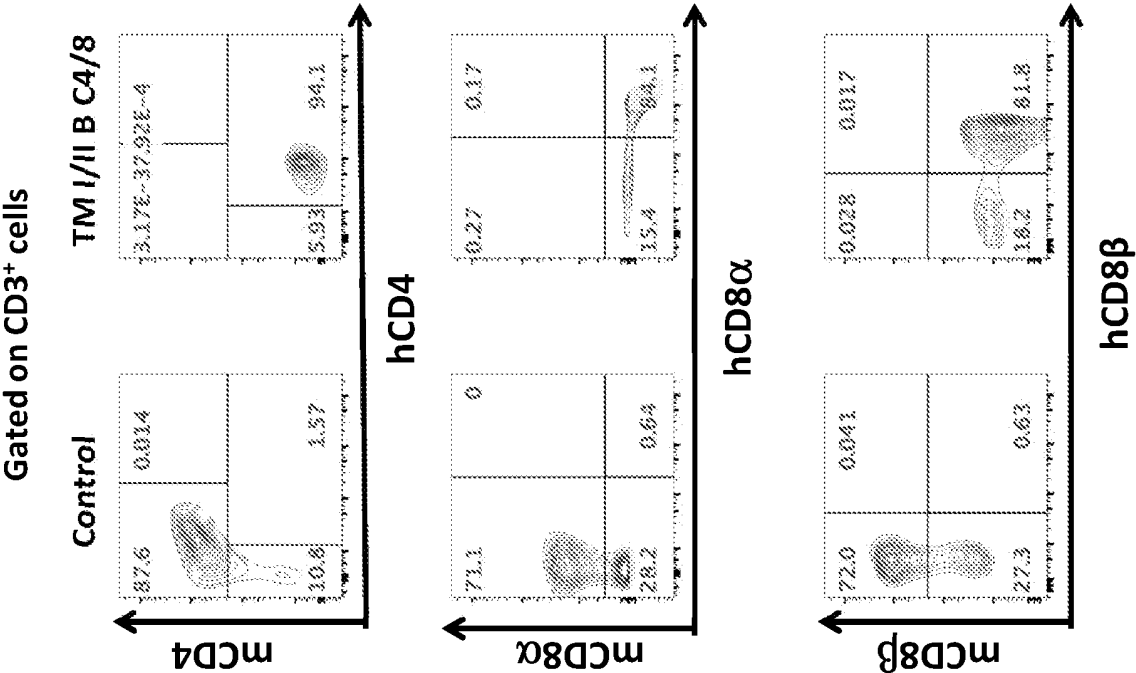 Gated on CD3⁺ cells
Control
TM I/II B C4/8
87.6
0.014
3.17E-37.92E-4
mCD4
10.8
1.57
5.93
94.1
hCD4
71.1
0
0.27
0.17
mCD8α
28.2
0.64
15.4
84.1
hCD8α
72.0
0.041
0.028
0.017
mCD8β
27.3
0.63
18.2
81.8
hCD8β